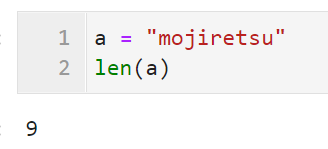 1 a = "mojiretsu"
2 len(a)
9